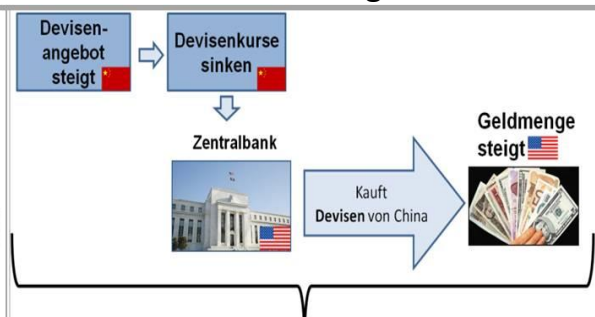 Devisen-
angebot
steigt
Devisenkurse
sinken
Zentralbank
Kauft
Devisen von China
Geldmenge
steigt